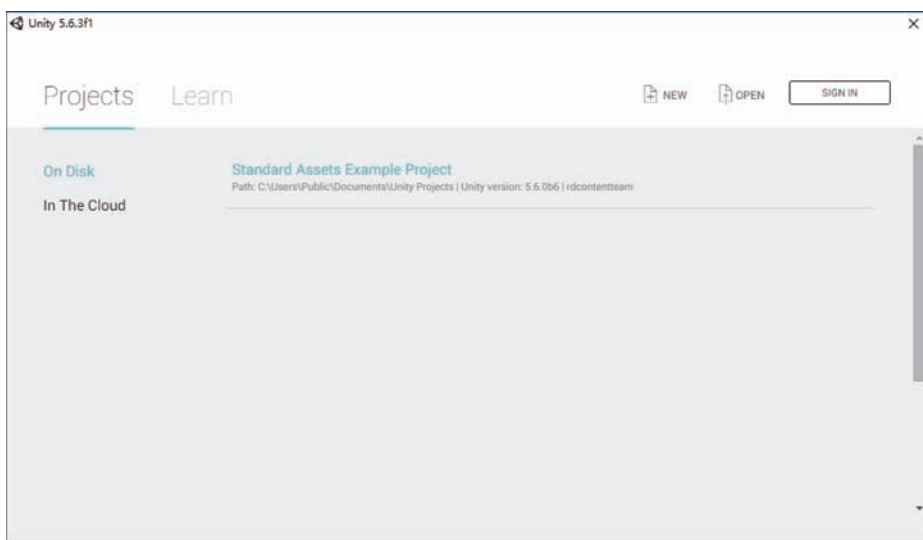 Unity 5.6.3f1
Projects
Learn
NEW
OPEN
SIGN IN
On Disk
In The Cloud
Standard Assets Example Project
Path: C:\Users\Public\Documents\Unity Projects | Unity version: 5.6.0b6 | rdcontentteam